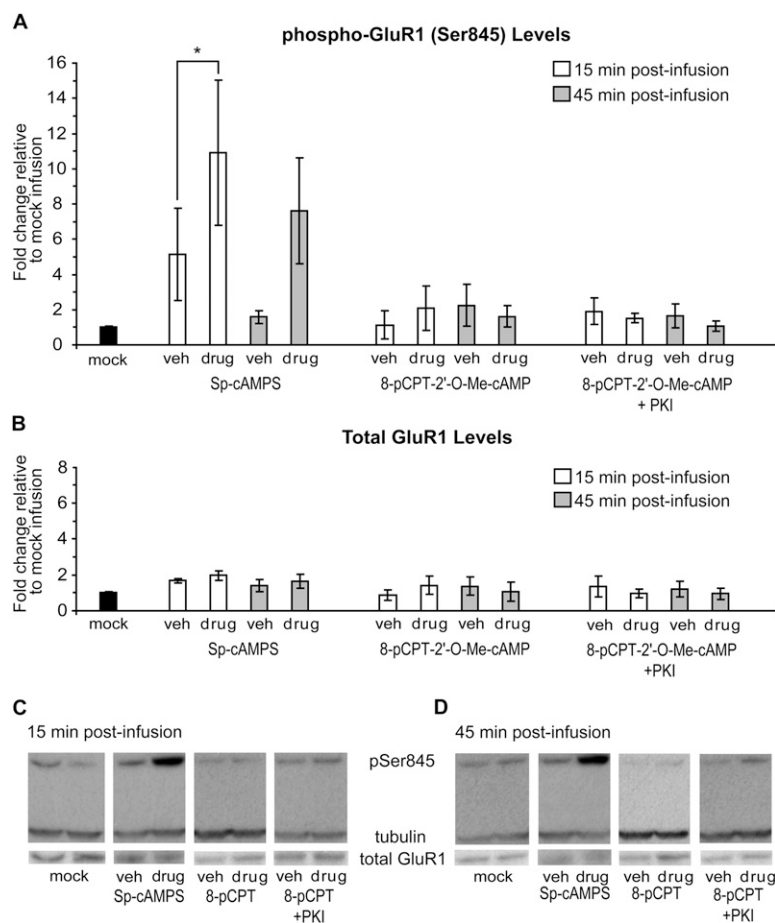 A
phospho-GluR1 (Ser845) Levels
Fold change relative
to mock infusion
16
14
12
10
8
6
4
2
0
*
15 min post-infusion
45 min post-infusion
mock
veh drug veh drug
Sp-cAMPS
veh drug veh drug
8-pCPT-2'-O-Me-cAMP
veh drug veh drug
8-pCPT-2'-O-Me-cAMP
+ PKI
B
Total GluR1 Levels
Fold change relative
to mock infusion
8
6
4
2
0
15 min post-infusion
45 min post-infusion
mock
veh drug veh drug
Sp-cAMPS
veh drug veh drug
8-pCPT-2'-O-Me-cAMP
veh drug veh drug
8-pCPT-2'-O-Me-cAMP
+PKI
C
15 min post-infusion
D
45 min post-infusion
pSer845
tubulin
total GluR1
mock
veh drug
Sp-cAMPS
veh drug
8-pCPT
veh drug
8-pCPT
+PKI
mock
veh drug
Sp-cAMPS
veh drug
8-pCPT
veh drug
8-pCPT
+ PKI